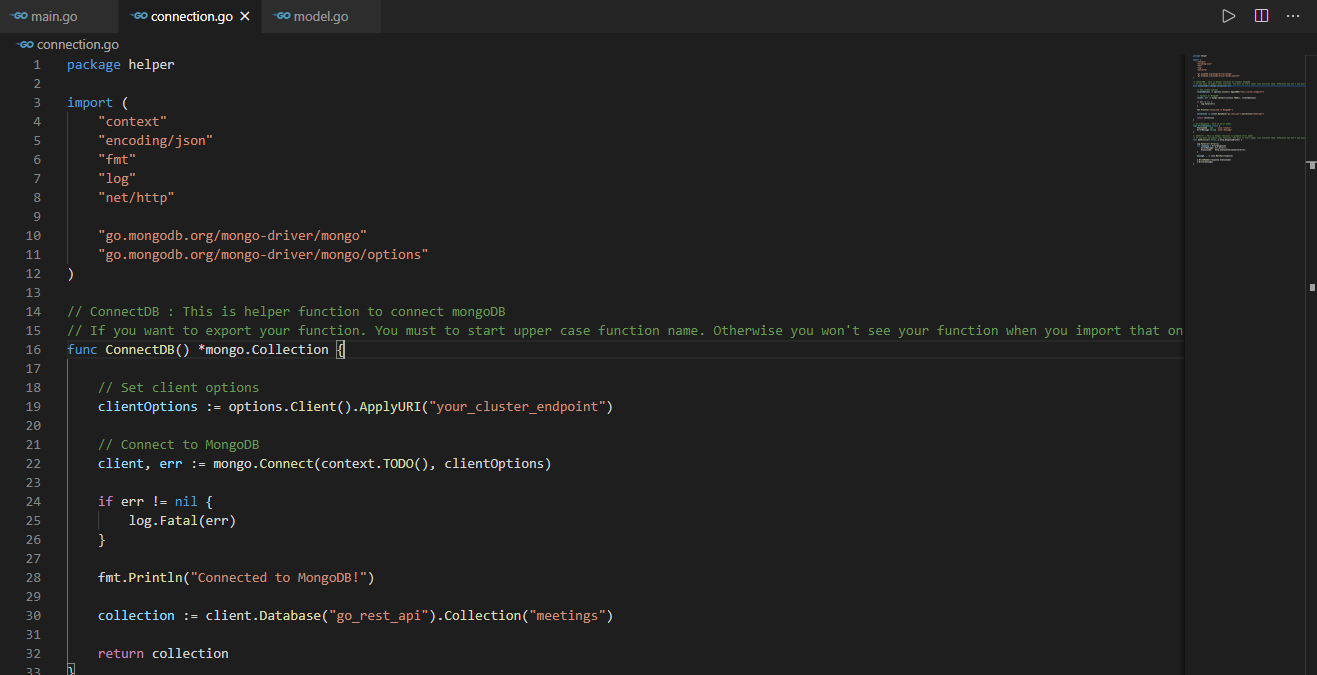 GO main.go GO connection.go × GO model.go ...
GO connection.go
1 package helper
2
3 import (
4 "context"
5 "encoding/json"
6 "fmt"
7 "log"
8 "net/http"
9
10 "go.mongodb.org/mongo-driver/mongo"
11 "go.mongodb.org/mongo-driver/mongo/options"
12 )
13
14 // ConnectDB : This is helper function to connect mongoDB
15 // If you want to export your function. You must to start upper case function name. Otherwise you won't see your function when you import that on
16 func ConnectDB() *mongo.Collection {
17
18 // Set client options
19 clientOptions := options.Client().ApplyURI("your_cluster_endpoint")
20
21 // Connect to MongoDB
22 client, err := mongo.Connect(context.TODO(), clientOptions)
23
24 if err != nil {
25 log.Fatal(err)
26 }
27
28 fmt.Println("Connected to MongoDB!")
29
30 collection := client.Database("go_rest_api").Collection("meetings")
31
32 return collection
33 }